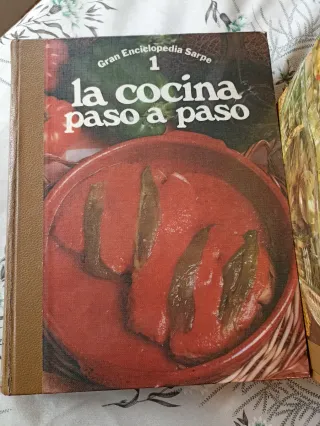 Gran Enciclopedia Sarpe
1
la cocina
paso a paso